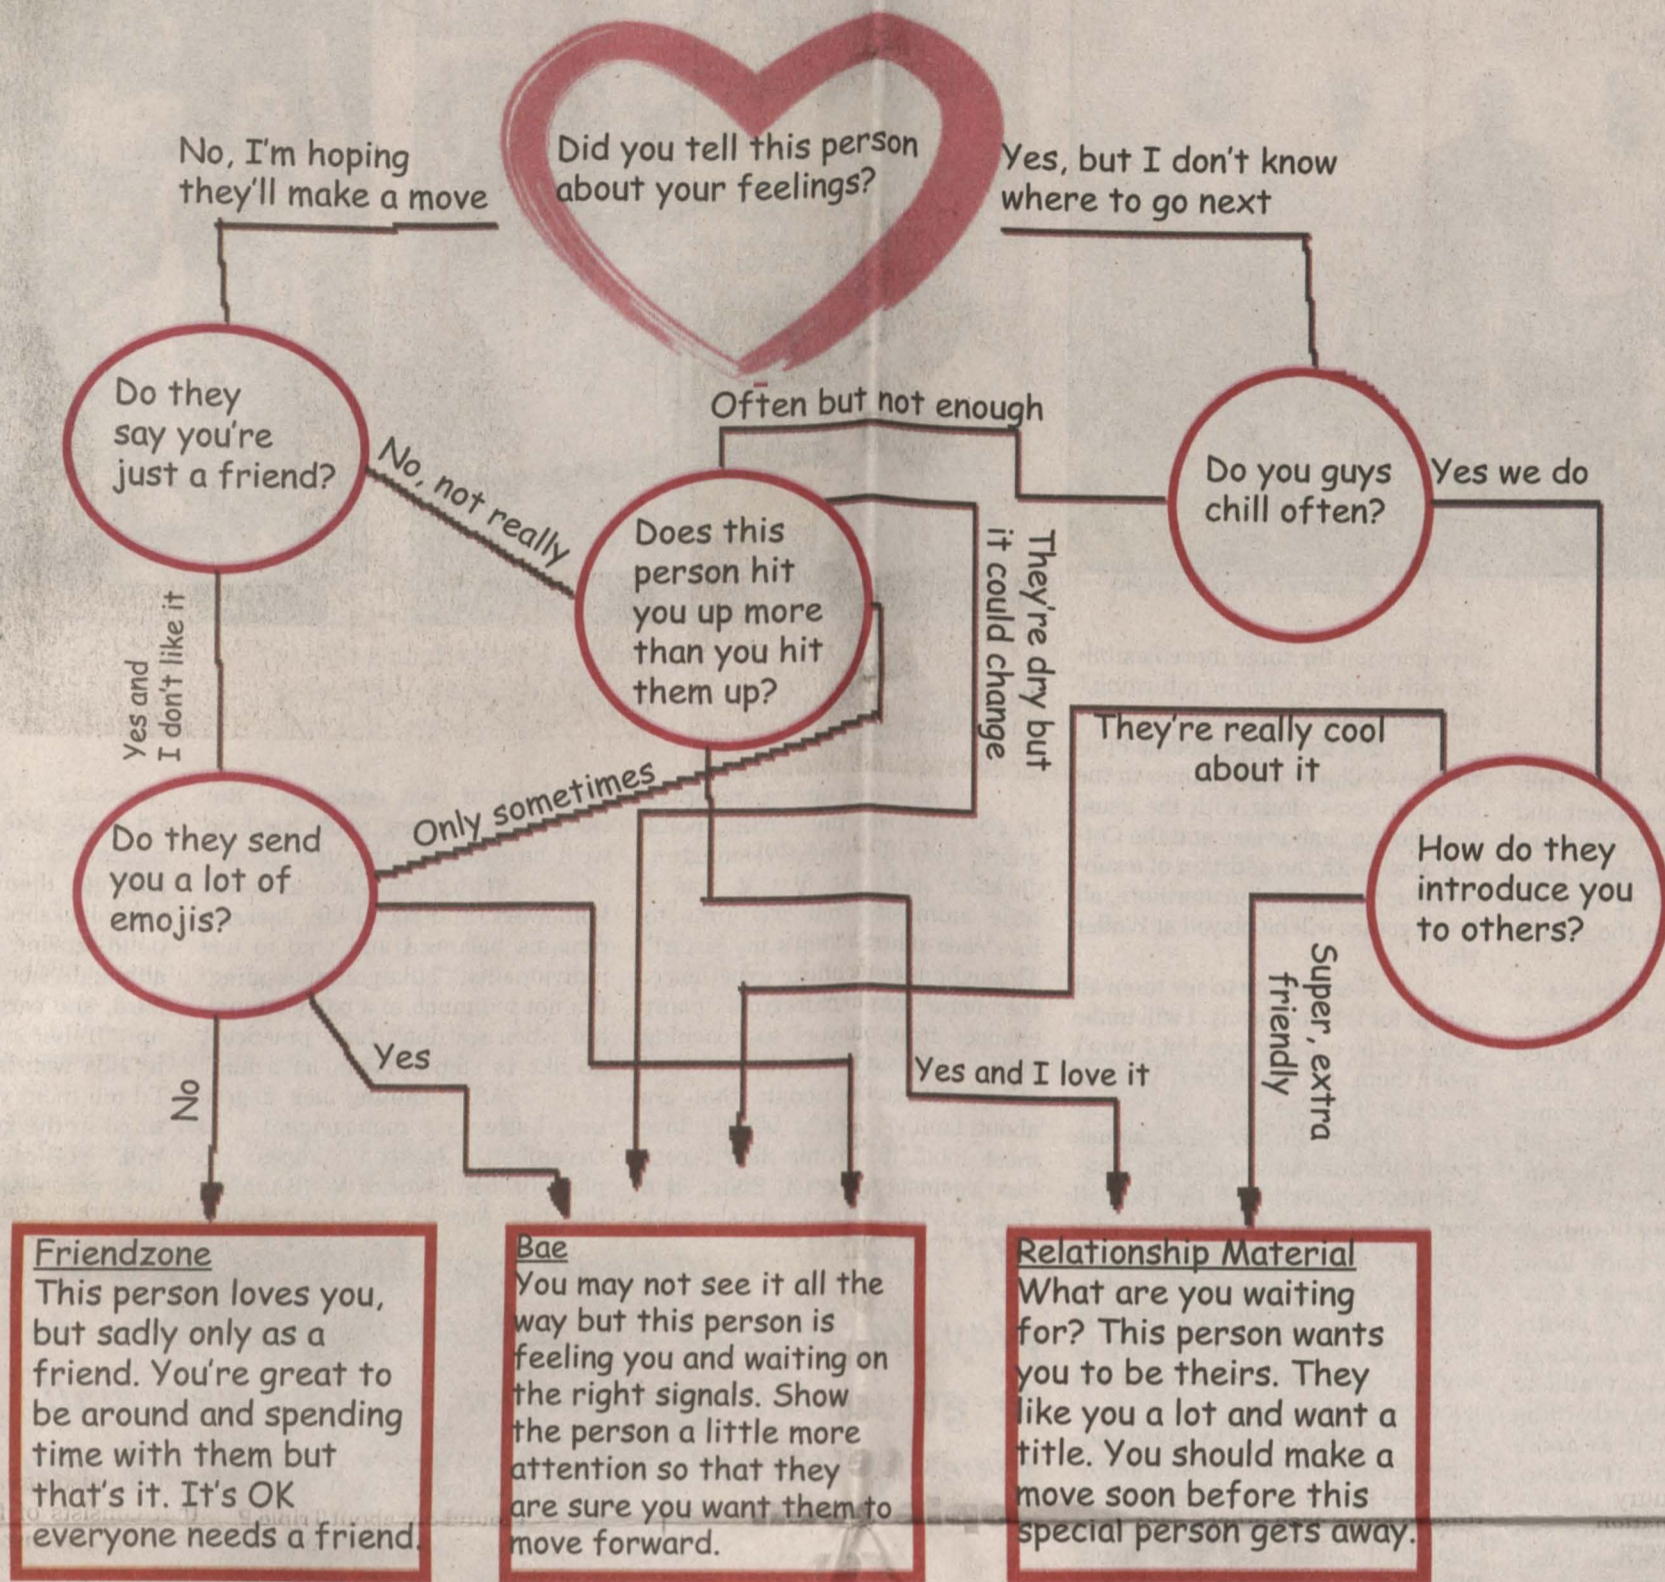 Did you tell this person
about your feelings?
No, I'm hoping
they'll make a move
Yes, but I don't know
where to go next
Do they
say you're
just a friend?
No, not really
Often but not enough
Do you guys
chill often?
Yes we do
Does this
person hit
you up more
than you hit
them up?
They're dry but
it could change
Yes and
I don't like it
They're really cool
about it
Only sometimes
Do they send
you a lot of
emojis?
How do they
introduce you
to others?
Super, extra
friendly
No
Yes
Yes and I love it
Friendzone
This person loves you,
but sadly only as a
friend. You're great to
be around and spending
time with them but
that's it. It's OK
everyone needs a friend.
Bae
You may not see it all the
way but this person is
feeling you and waiting on
the right signals. Show
the person a little more
attention so that they
are sure you want them to
move forward.
Relationship Material
What are you waiting
for? This person wants
you to be theirs. They
like you a lot and want a
title. You should make a
move soon before this
special person gets away.